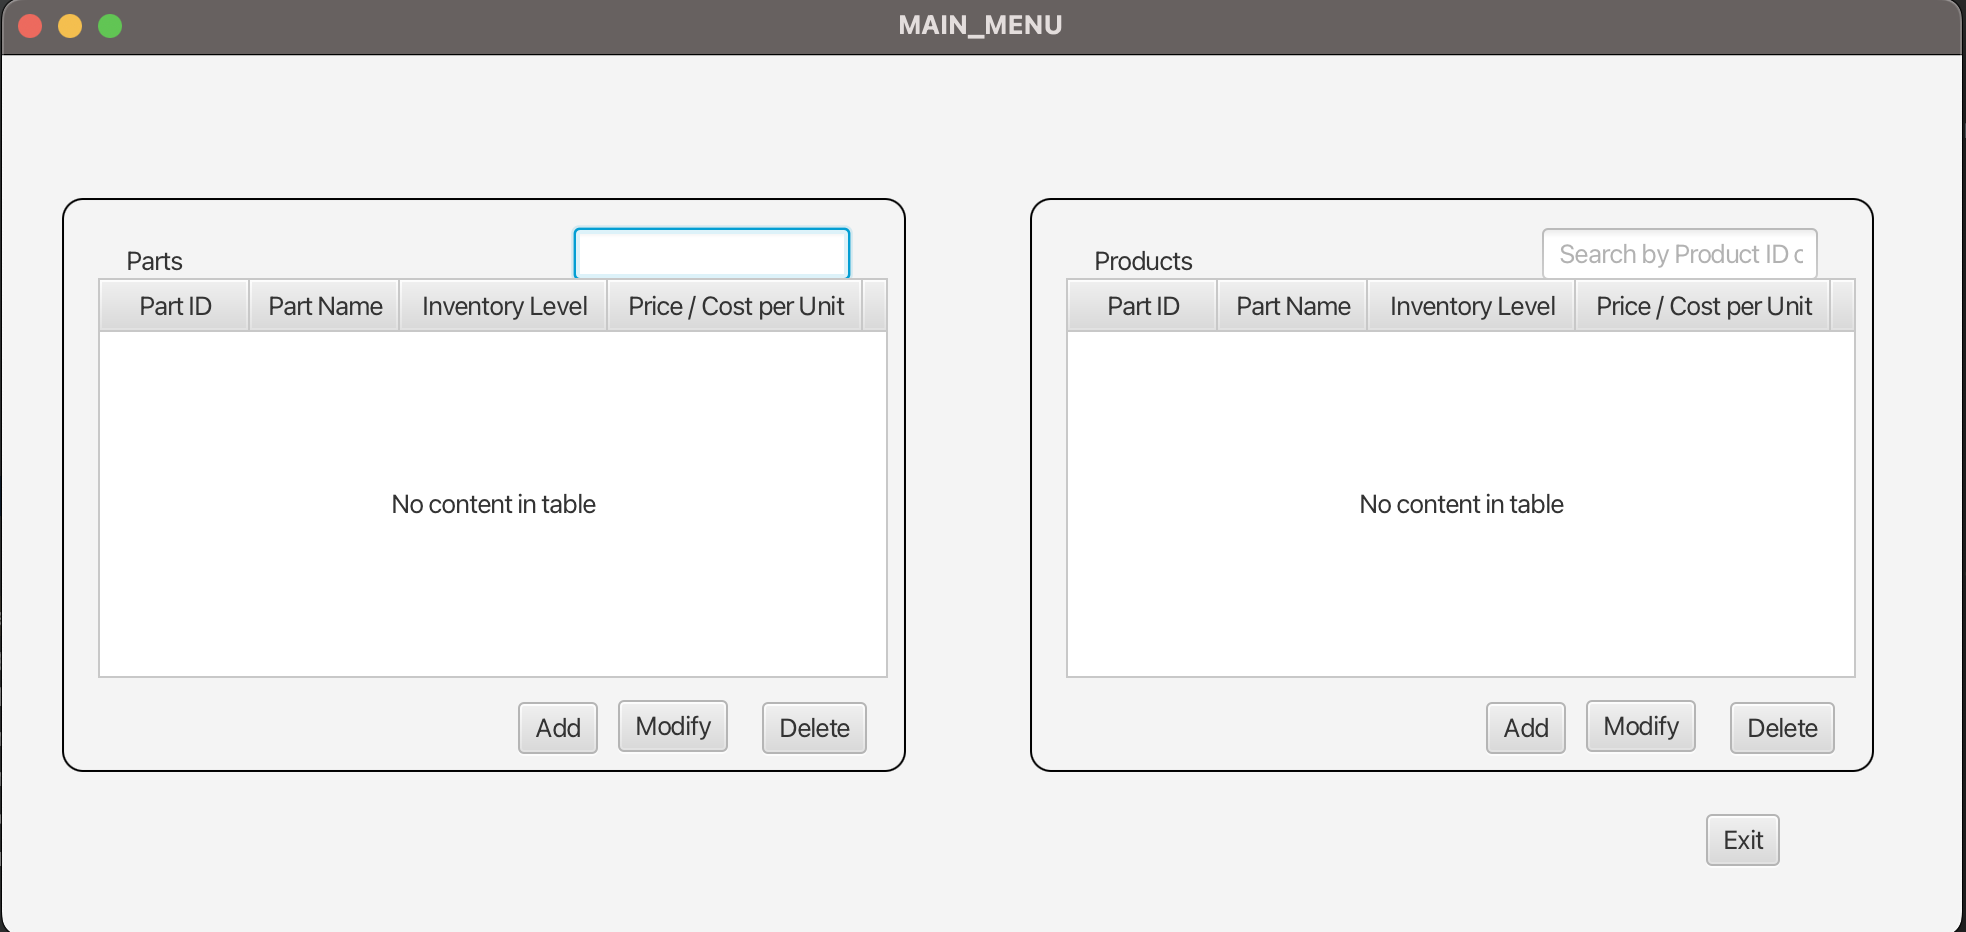 MAIN_MENU
Parts
Part ID Part Name Inventory Level Price / Cost per Unit
No content in table
Add Modify Delete
Products
Search by Product ID
Part ID Part Name Inventory Level Price / Cost per Unit
No content in table
Add Modify Delete
Exit